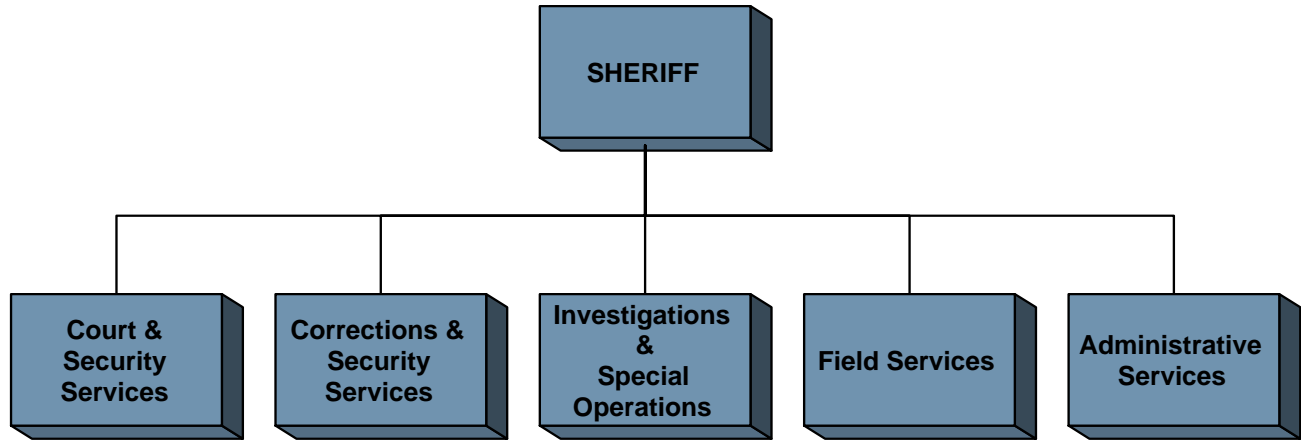 SHERIFF
Court &
Security
Services
Corrections &
Security
Services
Investigations
&
Special
Operations
Field Services
Administrative
Services